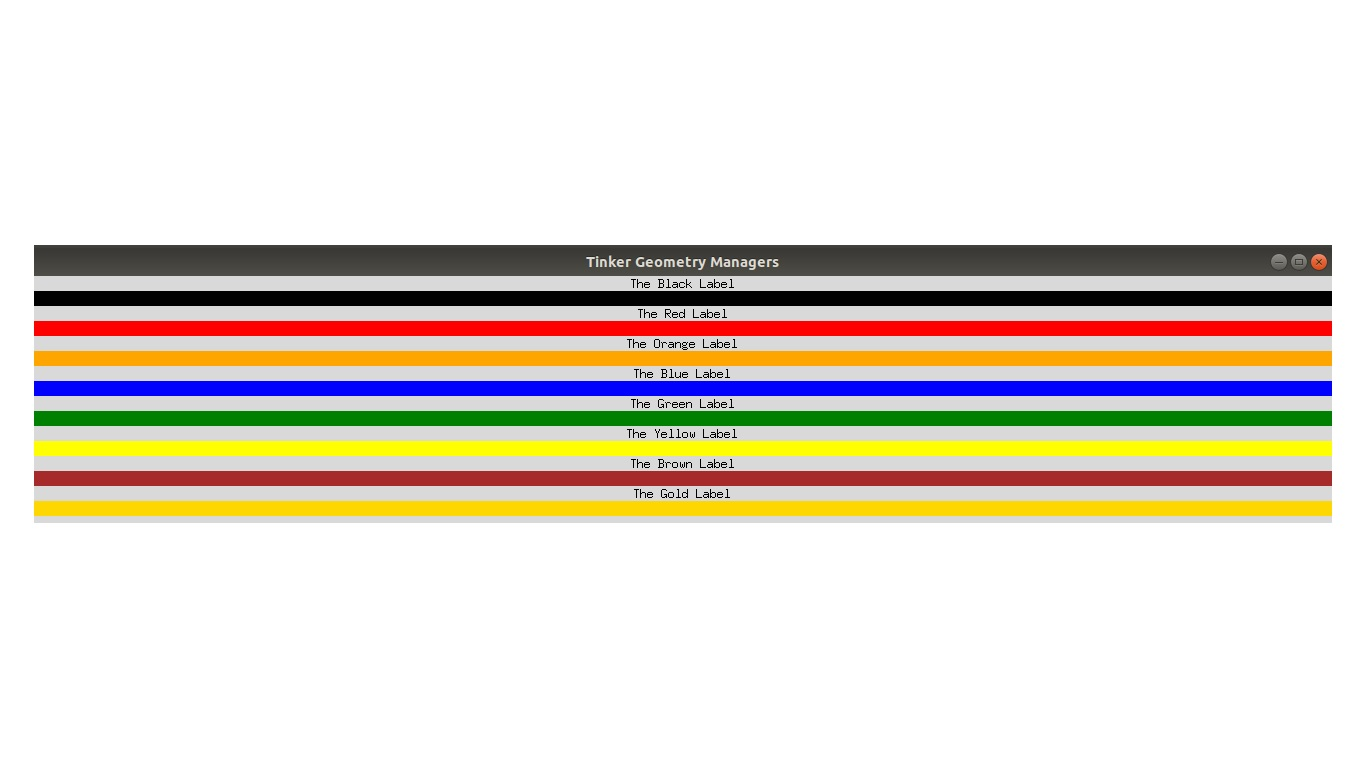 Tinker Geometry Managers
The Black Label
The Red Label
The Orange Label
The Blue Label
The Green Label
The Yellow Label
The Brown Label
The Gold Label